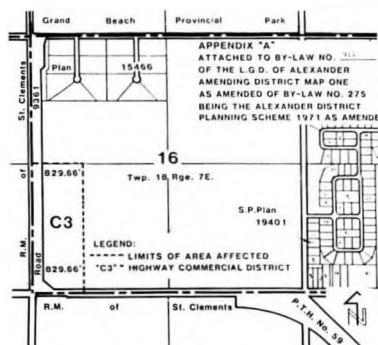 Grand Beach Provincial Park
APPENDIX "A"
ATTACHED TO BY-LAW NO.
OF THE L.G.D. OF ALEXANDER
AMENDING DISTRICT MAP ONE
AS AMENDED OF BY-LAW NO. 275
BEING THE ALEXANDER DISTRICT
PLANNING SCHEME 1971 AS AMENDE
Plan 15466
9361
R.M. of St. Clements
Road
16
Twp. 18 Rge. 7E.
829.66'
C3
S.P.Plan
19401
LEGEND:
LIMITS OF AREA AFFECTED
"C3" HIGHWAY COMMERCIAL DISTRICT
829.66'
R.M. of St. Clements
P.T.H. No. 59
N